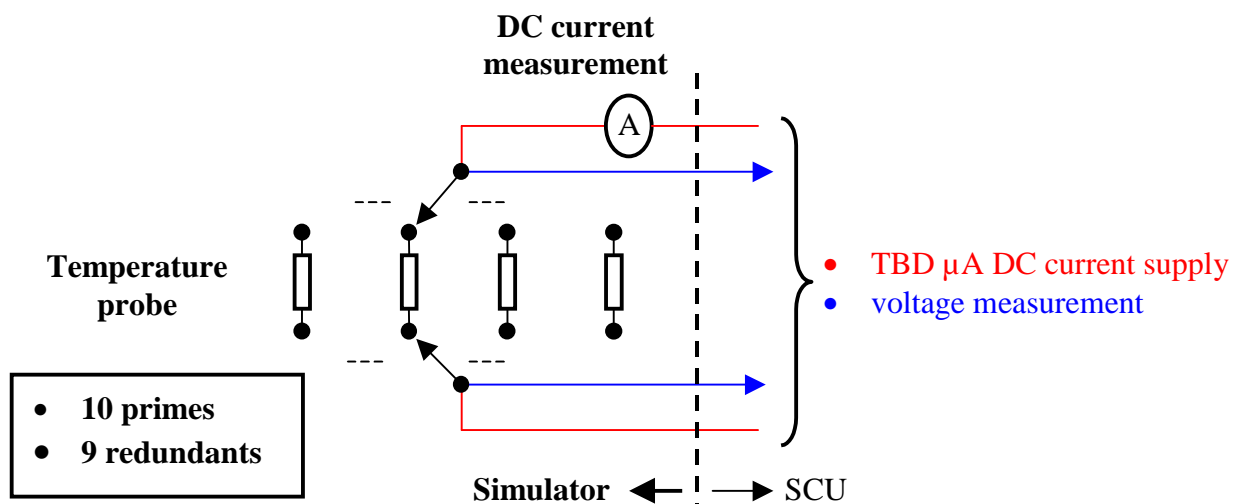 DC current
measurement
A
Temperature
probe
• TBD µA DC current supply
• voltage measurement
• 10 primes
• 9 redundants
Simulator
SCU